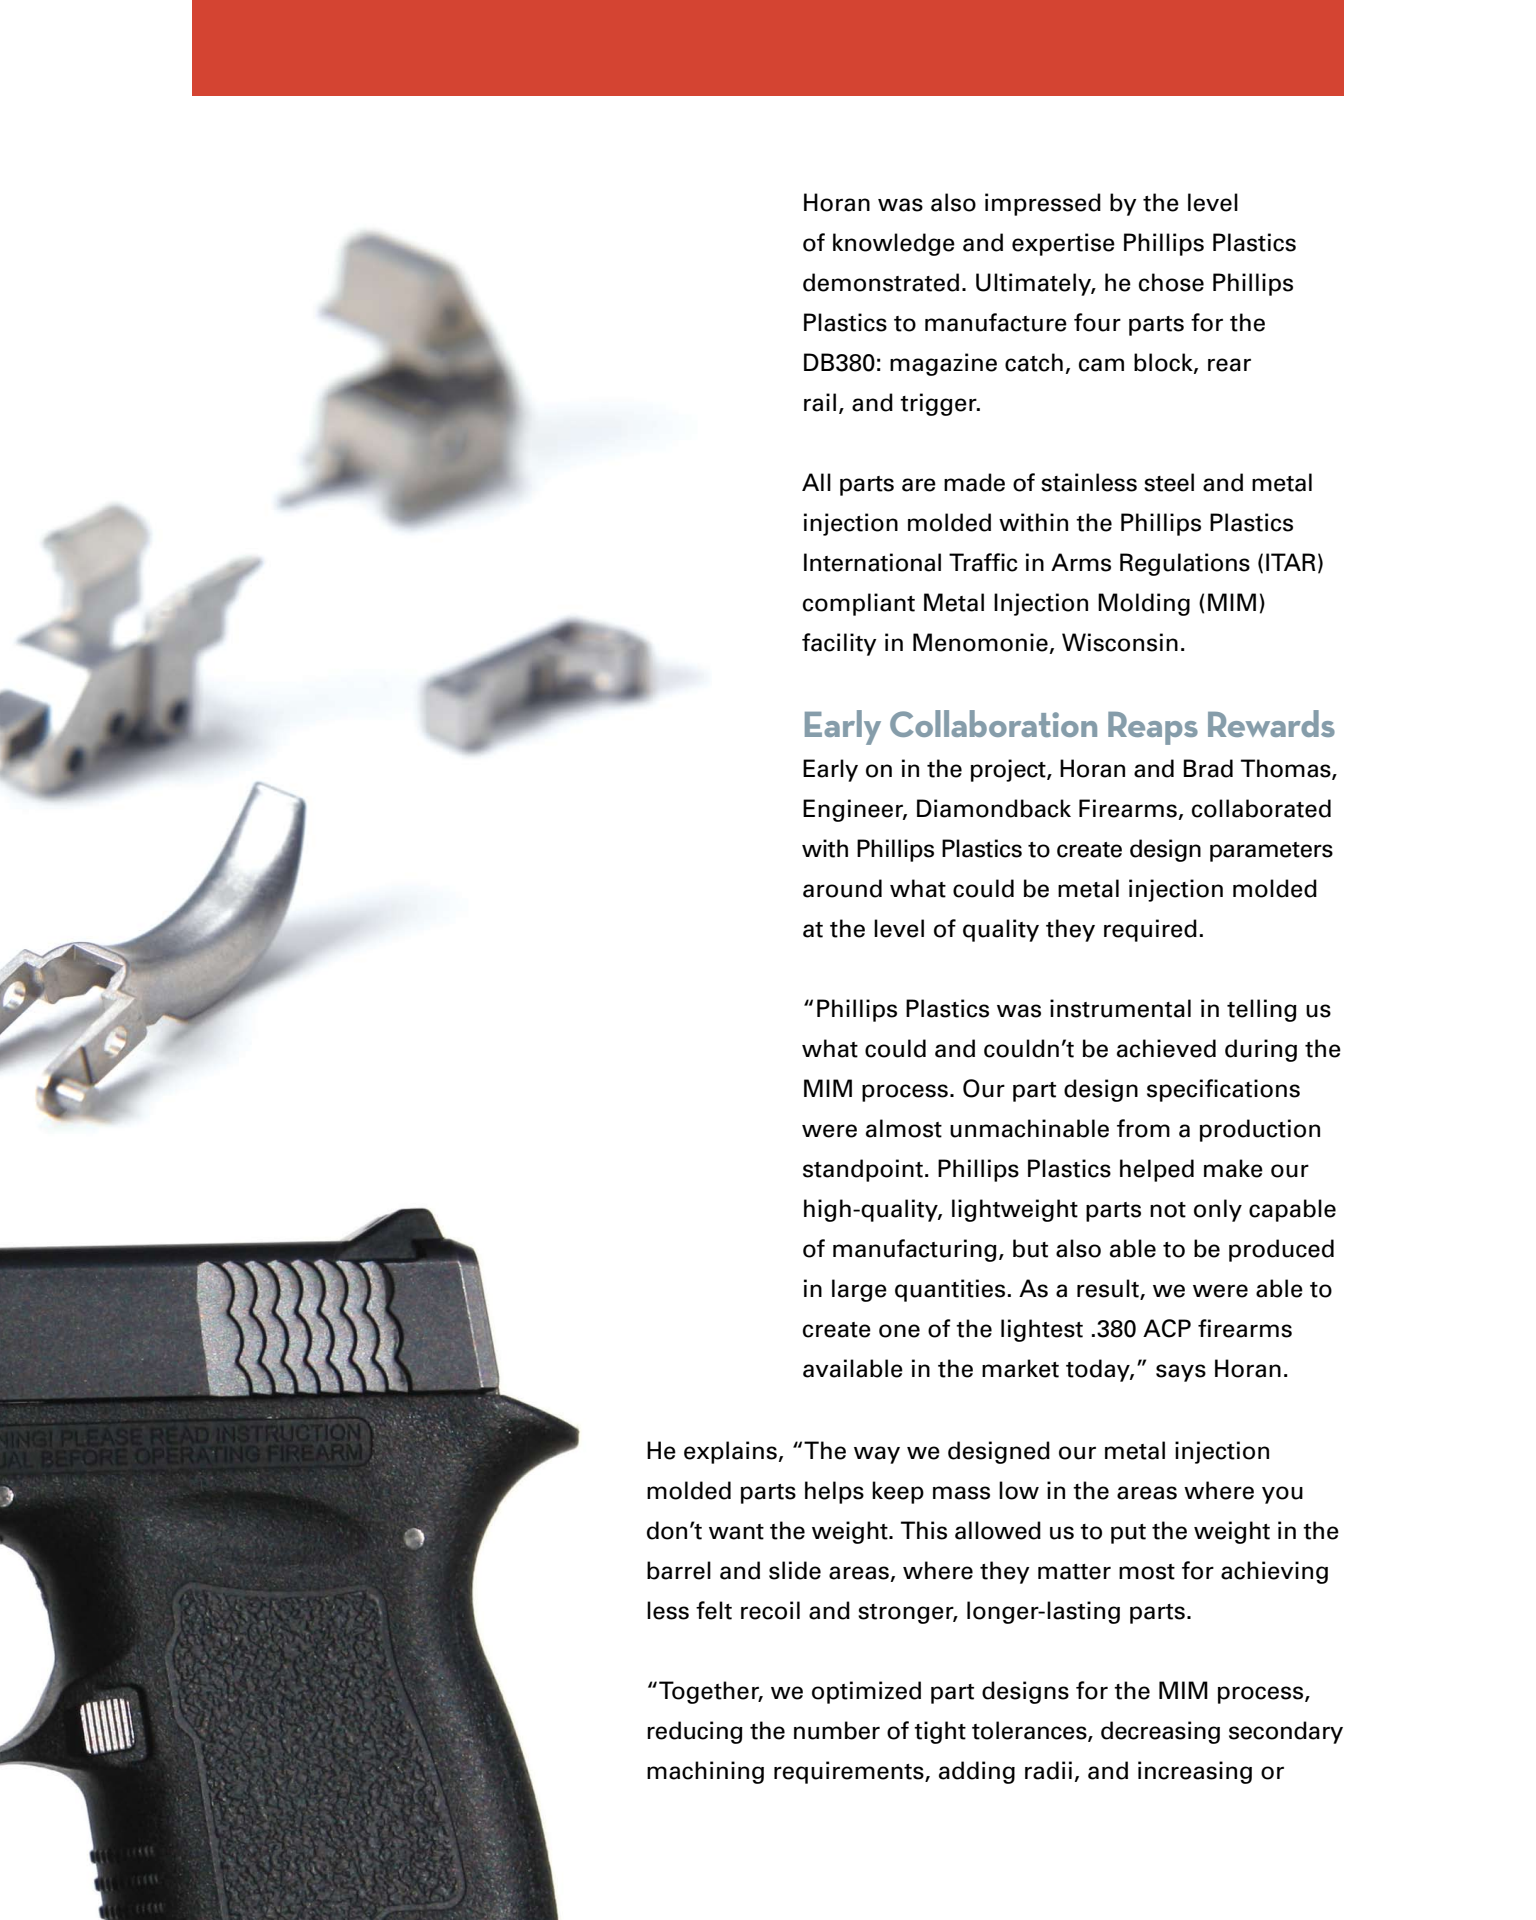 Horan was also impressed by the level
of knowledge and expertise Phillips Plastics
demonstrated. Ultimately, he chose Phillips
Plastics to manufacture four parts for the
DB380: magazine catch, cam block, rear
rail, and trigger.
All parts are made of stainless steel and metal
injection molded within the Phillips Plastics
International Traffic in Arms Regulations (ITAR)
compliant Metal Injection Molding (MIM)
facility in Menomonie, Wisconsin.
Early Collaboration Reaps Rewards
Early on in the project, Horan and Brad Thomas,
Engineer, Diamondback Firearms, collaborated
with Phillips Plastics to create design parameters
around what could be metal injection molded
at the level of quality they required.
“Phillips Plastics was instrumental in telling us
what could and couldn’t be achieved during the
MIM process. Our part design specifications
were almost unmachinable from a production
standpoint. Phillips Plastics helped make our
high-quality, lightweight parts not only capable
of manufacturing, but also able to be produced
in large quantities. As a result, we were able to
create one of the lightest .380 ACP firearms
available in the market today,” says Horan.
He explains, “The way we designed our metal injection
molded parts helps keep mass low in the areas where you
don’t want the weight. This allowed us to put the weight in the
barrel and slide areas, where they matter most for achieving
less felt recoil and stronger, longer-lasting parts.
“Together, we optimized part designs for the MIM process,
reducing the number of tight tolerances, decreasing secondary
machining requirements, adding radii, and increasing or
NING! PLEASE READ INSTRUCTION
UAL BEFORE OPERATING FIREARM